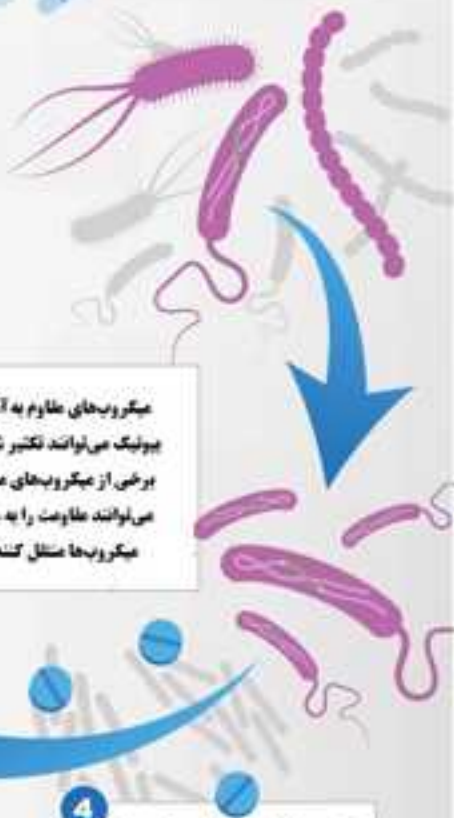 میکروب‌های مقاوم به آ
بیوتیک می‌توانند تکثیر ش
برخی از میکروب‌های م
می‌توانند مقاومت را به
میکروب‌ها منتقل کنند
4